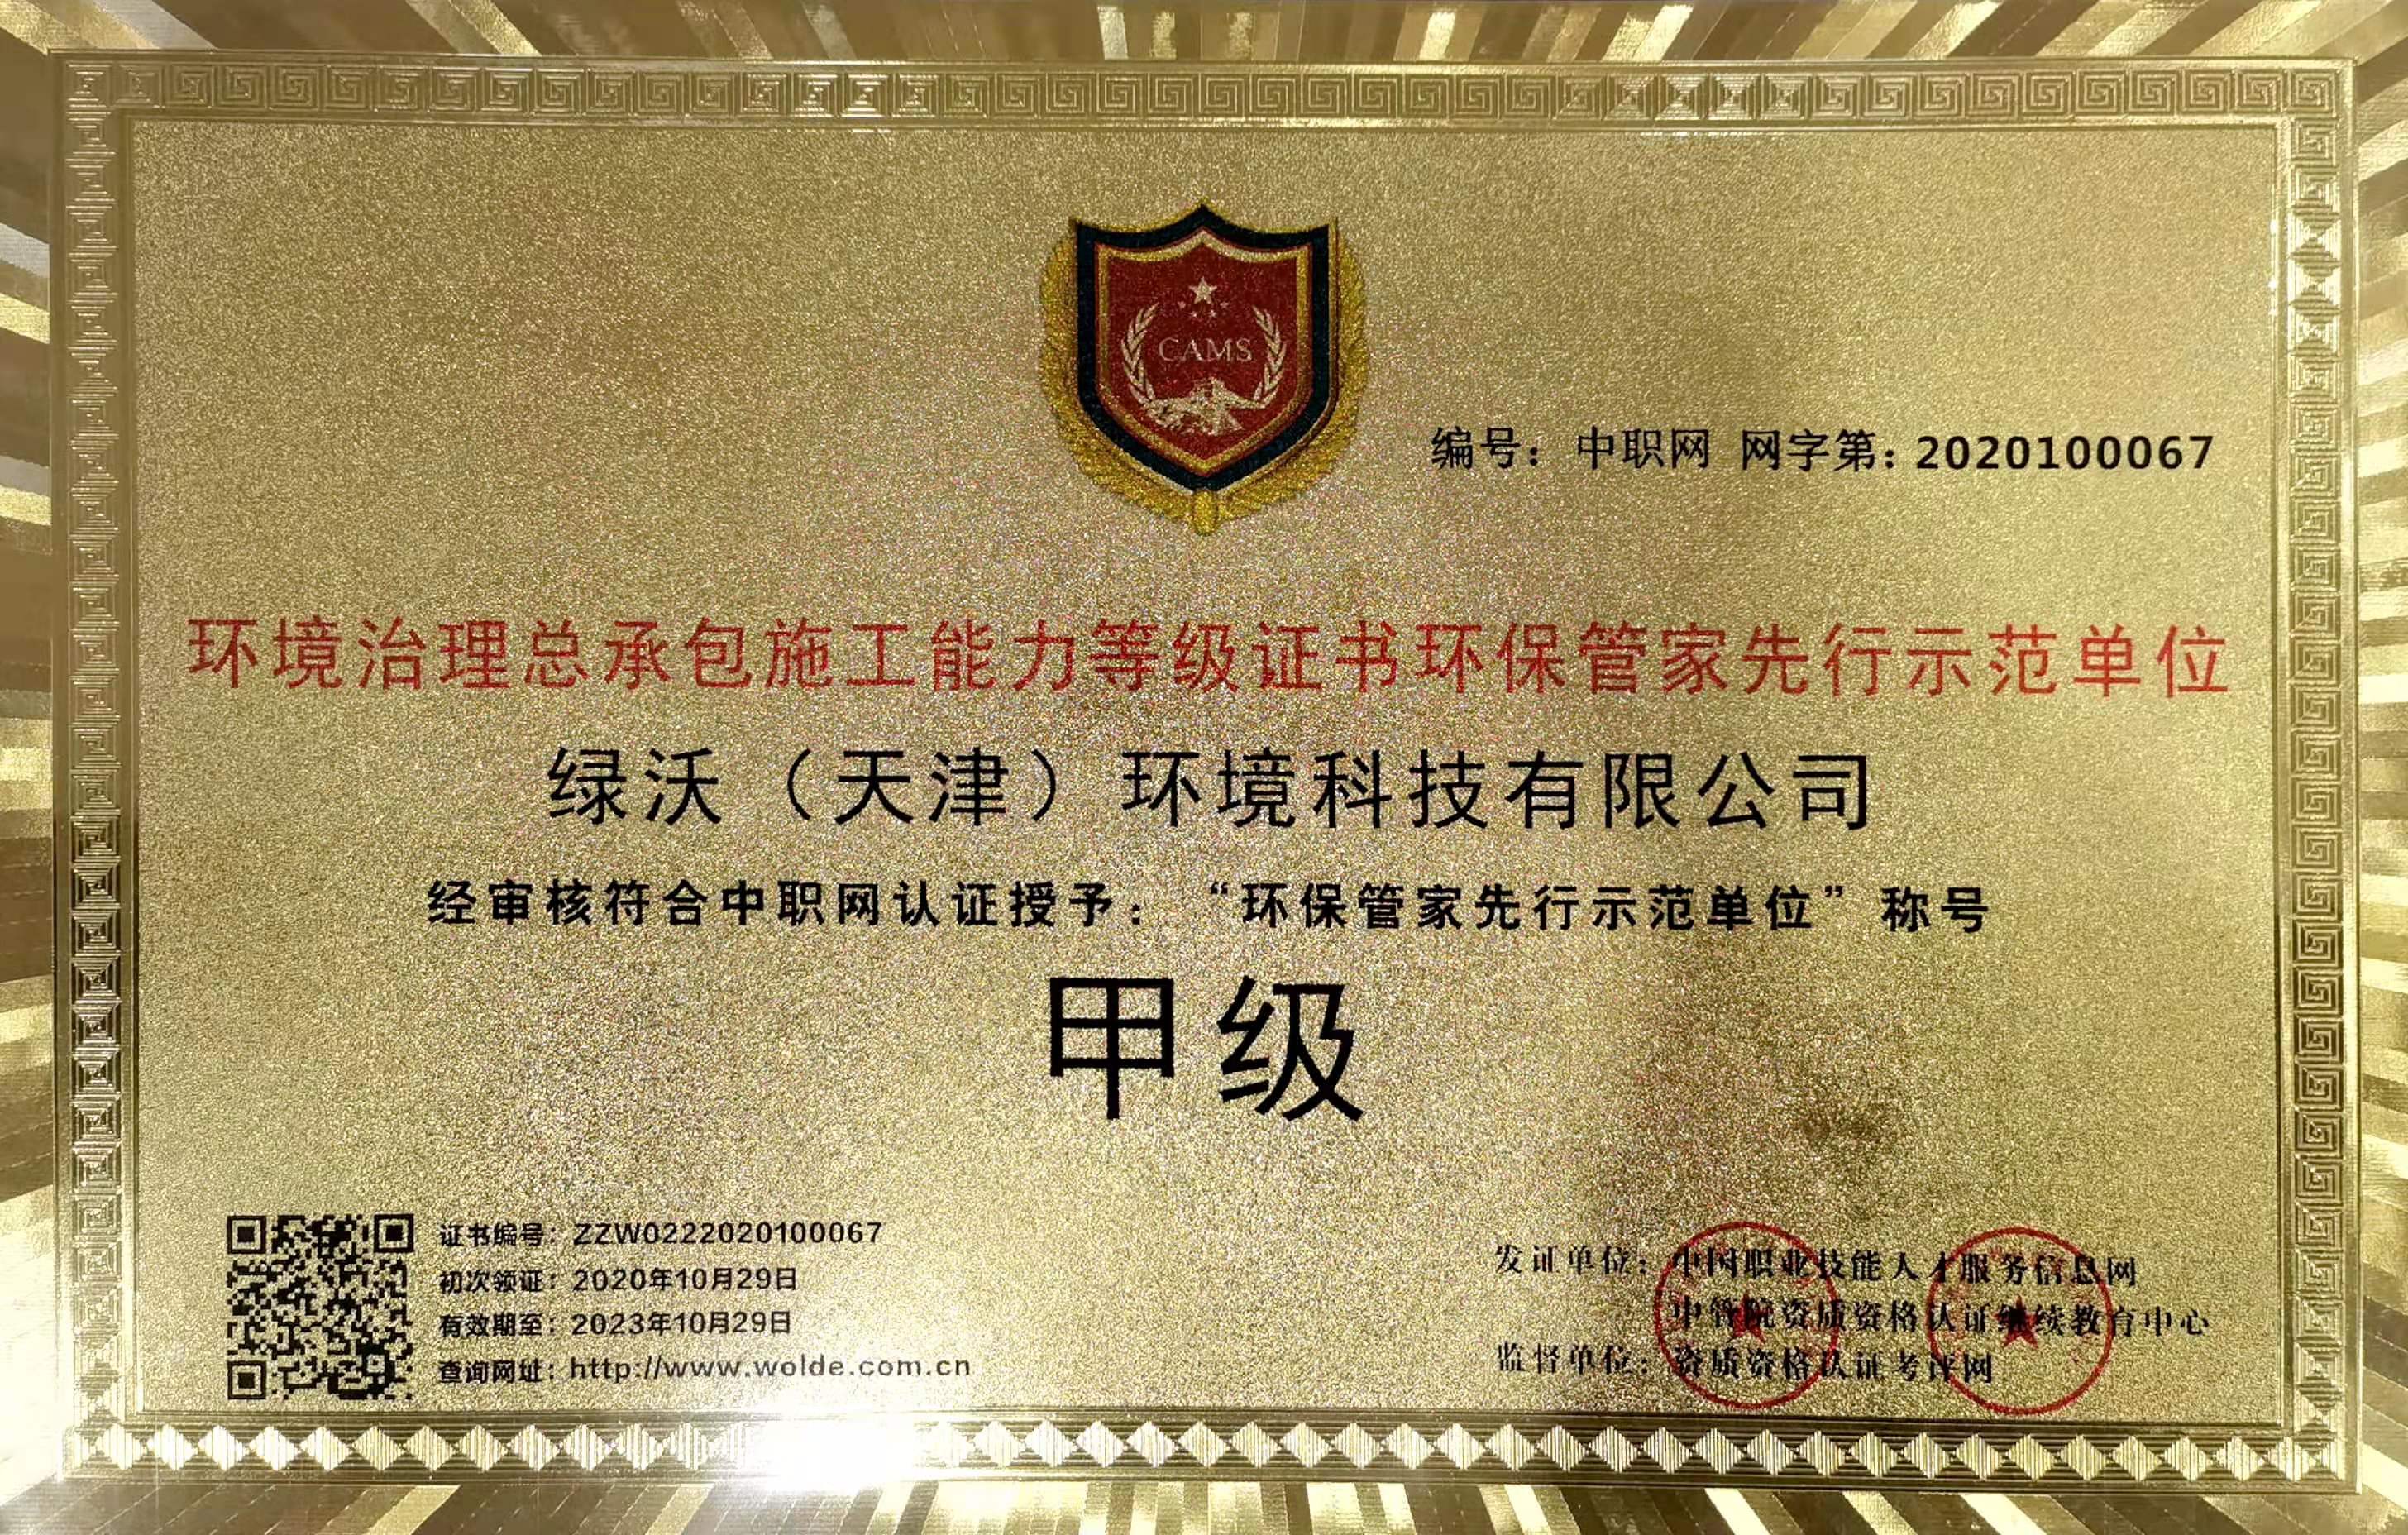 CAMS
编号：中职网 网字第：2020100067
环境治理总承包施工能力等级证书环保管家先行示范单位
绿沃（天津）环境科技有限公司
经审核符合中职网认证授予：“环保管家先行示范单位”称号
甲级
证书编号：ZZW0222020100067
初次领证：2020年10月29日
有效期至：2023年10月29日
查询网址：http://www.wolde.com.cn
发证单位：中国职业技能人才服务信息网
中管院资质资格认证继续教育中心
监督单位：资质资格认证考评网